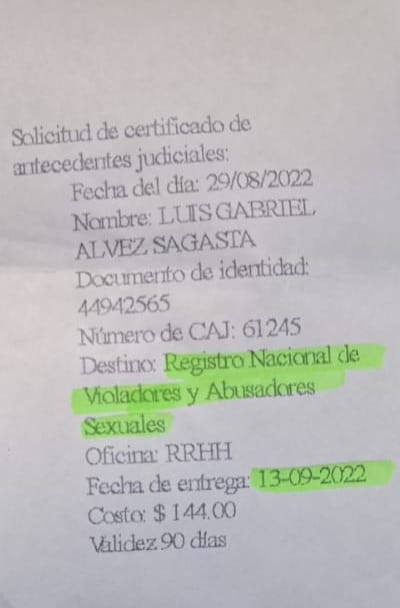 Solicitud de certificado de
antecedentes judiciales:
Fecha del día: 29/08/2022
Nombre: LUIS GABRIEL
ALVEZ SAGASTA
Documento de identidad:
44942565
Número de CAJ: 61245
Destino: Registro Nacional de
Violadores y Abusadores
Sexuales
Oficina: RRHH
Fecha de entrega: 13-09-2022
Costo: $ 144.00
Validez 90 días